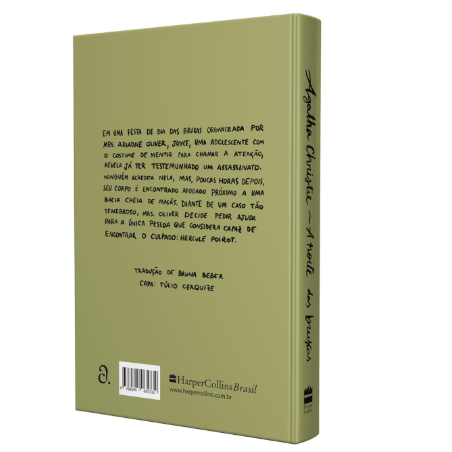 EM UMA FESTA DE DIA DAS BRUXAS ORGANIZADA POR
MRS. ARIADNE OLIVER, JOYCE, UMA ADOLESCENTE COM
O COSTUME DE MENTIR PARA CHAMAR A ATENÇÃO,
REVELA JÁ TER TESTEMUNHADO UM ASSASSINATO.
NINGUÉM ACREDITA NELA, MAS, POUCAS HORAS DEPOIS,
SEU CORPO É ENCONTRADO AFOGADO PRÓXIMO A UMA
BACIA CHEIA DE MAÇÃS. DIANTE DE UM CASO TÃO
TENEBROSO, MRS. OLIVER DECIDE PEDIR AJUDA
PARA A ÚNICA PESSOA QUE CONSIDERA CAPAZ DE
ENCONTRAR O CULPADO: HERCULE POIROT.
TRADUÇÃO DE BRUNA BEBER
CAPA: TÚLIO CERQUIZE
a.
HarperCollins Brasil
www.harpercollins.com.br
Agatha Christie — A noite das bruxas